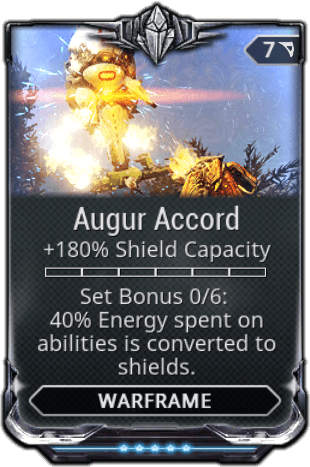 7
Augur Accord
+180% Shield Capacity
Set Bonus 0/6:
40% Energy spent on
abilities is converted to
shields.
WARFRAME